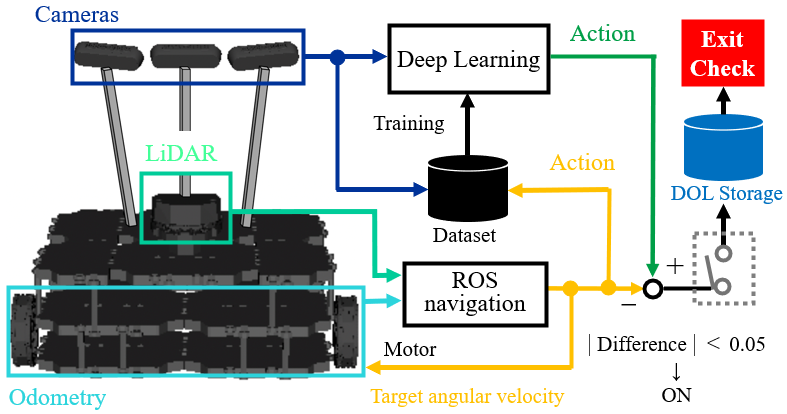 Cameras
Deep Learning
Action
Exit
Check
Training
LiDAR
Action
DOL Storage
Dataset
ROS
navigation
+
−
Motor
| Difference | < 0.05
↓
ON
Odometry
Target angular velocity